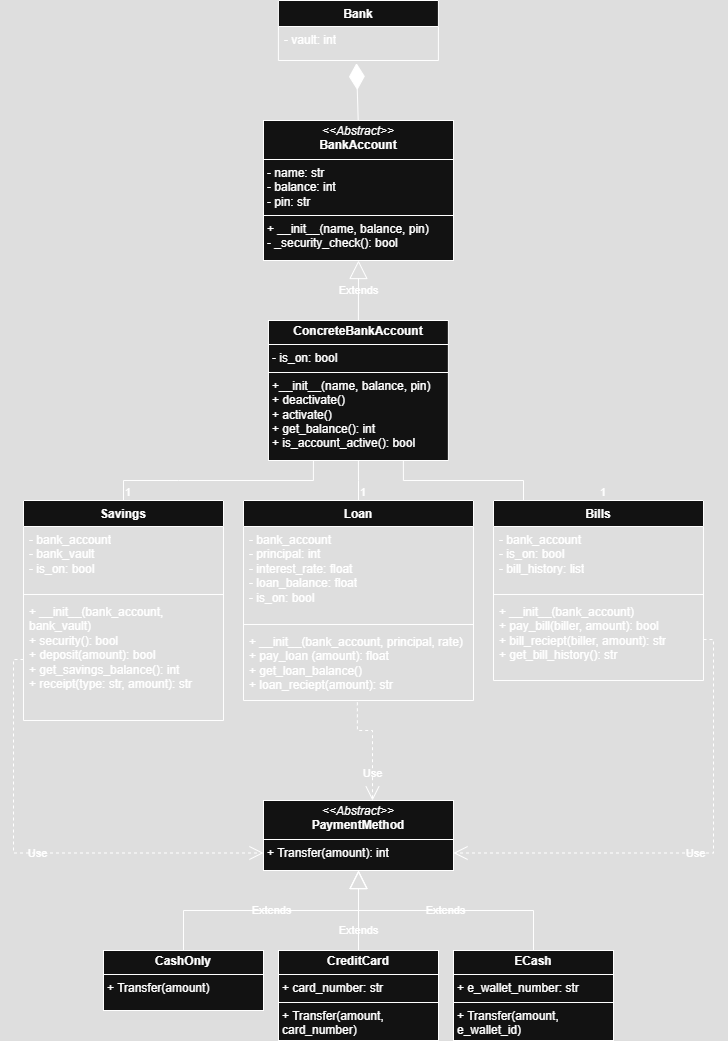 Bank
- vault: int
<<Abstract>>
BankAccount
- name: str
- balance: int
- pin: str
+ __init__(name, balance, pin)
- _security_check(): bool
Extends
ConcreteBankAccount
- is_on: bool
+__init__(name, balance, pin)
+ deactivate()
+ activate()
+ get_balance(): int
+ is_account_active(): bool
1
1
1
Savings
- bank_account
- bank_vault
- is_on: bool
+ __init__(bank_account,
bank_vault)
+ security(): bool
+ deposit(amount): bool
+ get_savings_balance(): int
+ receipt(type: str, amount): str
Loan
- bank_account
- principal: int
- interest_rate: float
- loan_balance: float
- is_on: bool
+ __init__(bank_account, principal, rate)
+ pay_loan (amount): float
+ get_loan_balance()
+ loan_reciept(amount): str
Bills
- bank_account
- is_on: bool
- bill_history: list
+ __init__(bank_account)
+ pay_bill(biller, amount): bool
+ bill_reciept(biller, amount): str
+ get_bill_history(): str
Use
<<Abstract>>
PaymentMethod
+ Transfer(amount): int
Use
Use
Extends
Extends
Extends
CashOnly
+ Transfer(amount)
CreditCard
+ card_number: str
+ Transfer(amount,
card_number)
ECash
+ e_wallet_number: str
+ Transfer(amount,
e_wallet_id)